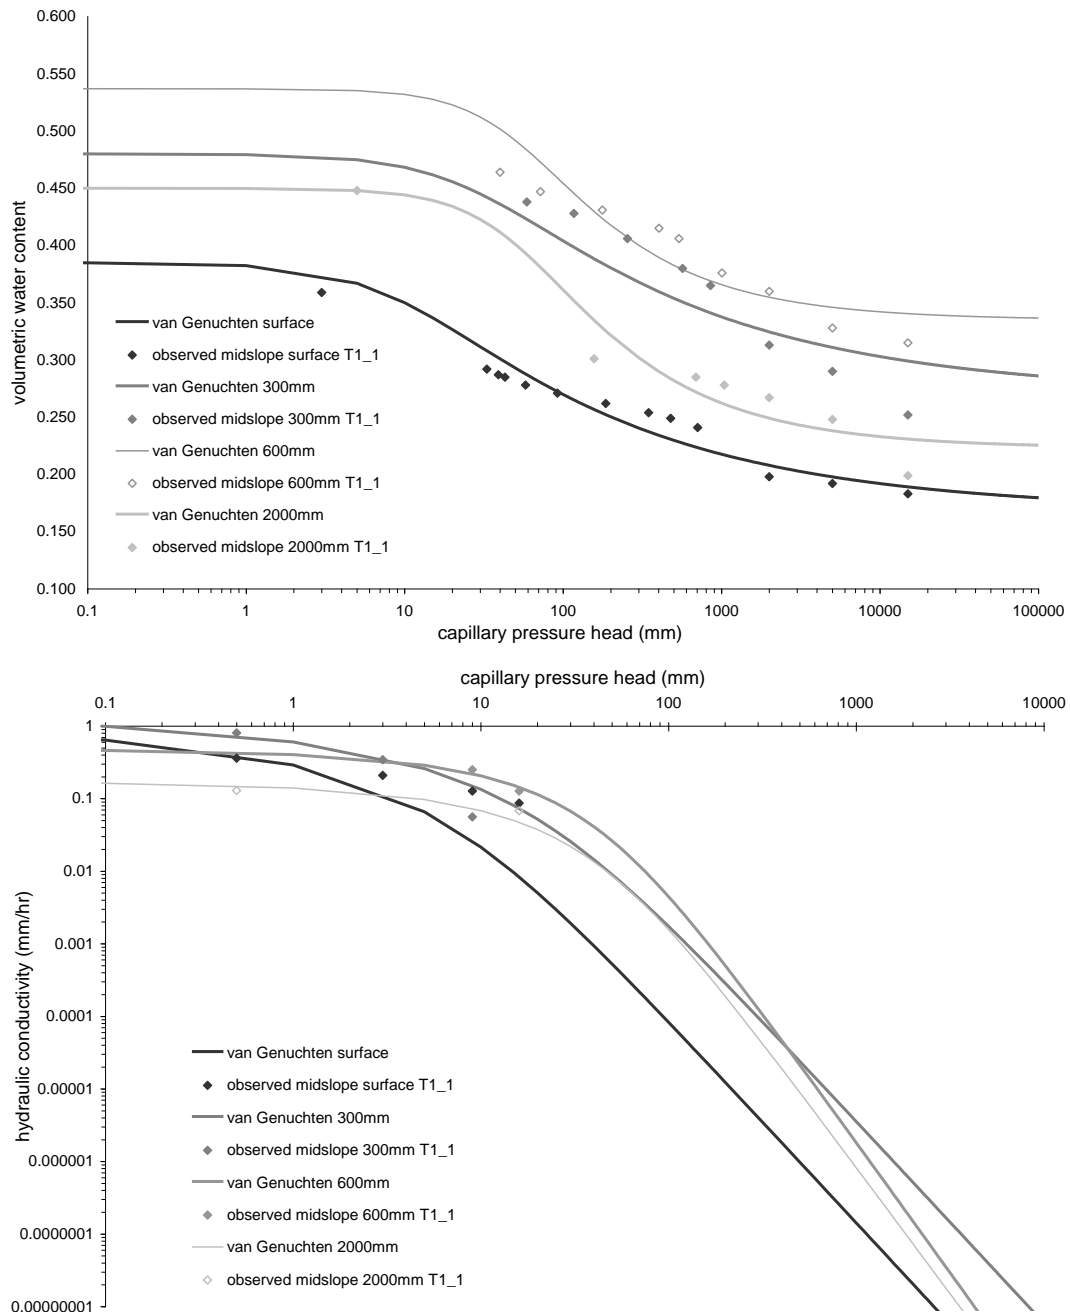 0.600
0.550
0.500
0.450
0.400
0.350
0.300
0.250
0.200
0.150
0.100
volumetric water content
van Genuchten surface
observed midslope surface T1_1
van Genuchten 300mm
observed midslope 300mm T1_1
van Genuchten 600mm
observed midslope 600mm T1_1
van Genuchten 2000mm
observed midslope 2000mm T1_1
0.1 1 10 100 1000 10000 100000
capillary pressure head (mm)
capillary pressure head (mm)
0.1 1 10 100 1000 10000
1
0.1
0.01
0.001
0.0001
0.00001
0.000001
0.0000001
0.00000001
hydraulic conductivity (mm/hr)
van Genuchten surface
observed midslope surface T1_1
van Genuchten 300mm
observed midslope 300mm T1_1
van Genuchten 600mm
observed midslope 600mm T1_1
van Genuchten 2000mm
observed midslope 2000mm T1_1